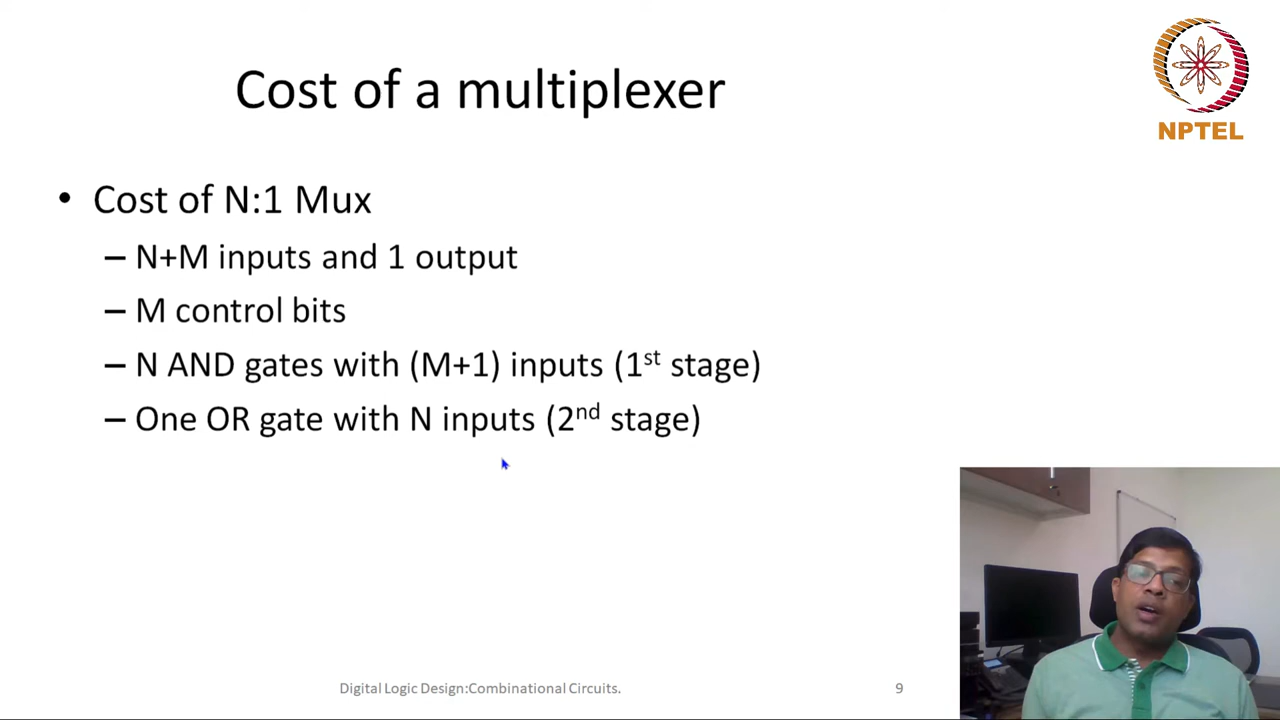 Cost of a multiplexer
NPTEL
• Cost of N:1 Mux
– N+M inputs and 1 output
– M control bits
– N AND gates with (M+1) inputs (1st stage)
– One OR gate with N inputs (2nd stage)
Digital Logic Design:Combinational Circuits.
9